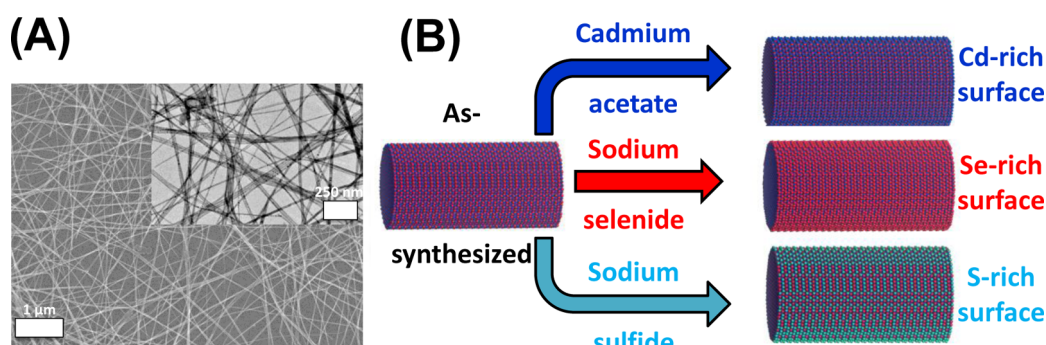 (A)
250 nm
1 µm
(B)
As-
synthesized
Cadmium
acetate
Cd-rich
surface
Sodium
selenide
Se-rich
surface
Sodium
sulfide
S-rich
surface